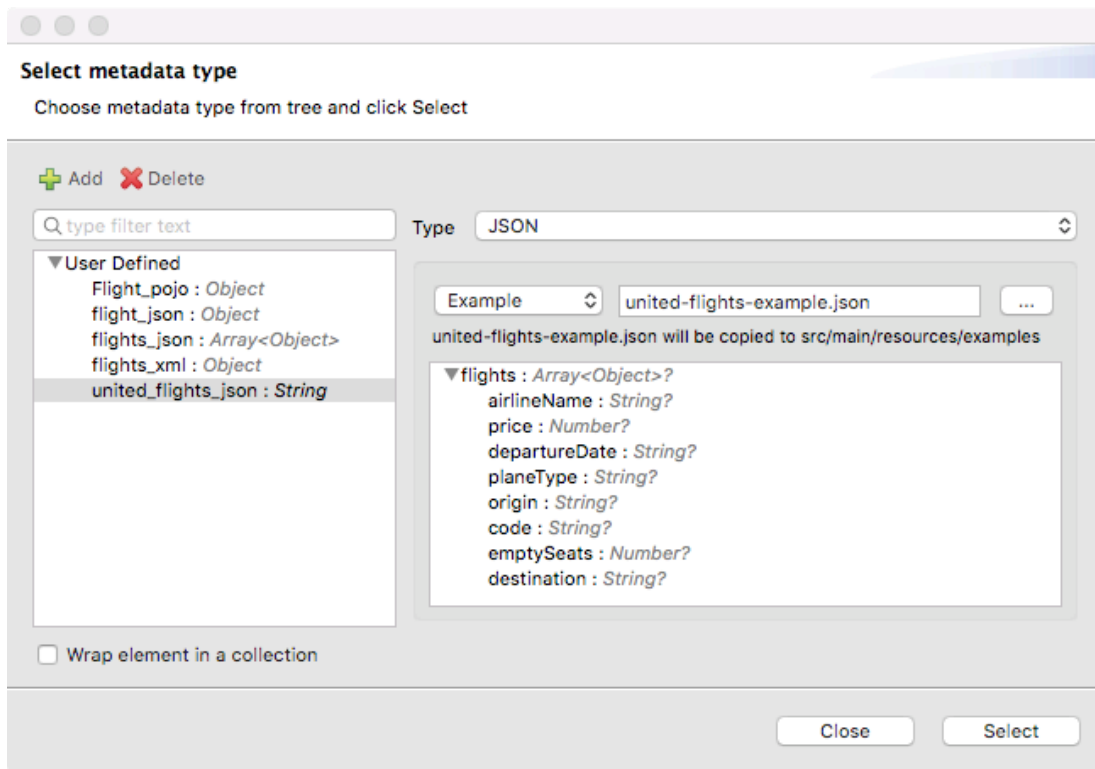 Select metadata type
Choose metadata type from tree and click Select
Add Delete
type filter text
Type JSON
User Defined
Flight_pojo : Object
flight_json : Object
flights_json : Array<Object>
flights_xml : Object
united_flights_json : String
Example united-flights-example.json ...
united-flights-example.json will be copied to src/main/resources/examples
flights : Array<Object>?
airlineName : String?
price : Number?
departureDate : String?
planeType : String?
origin : String?
code : String?
emptySeats : Number?
destination : String?
Wrap element in a collection
Close Select